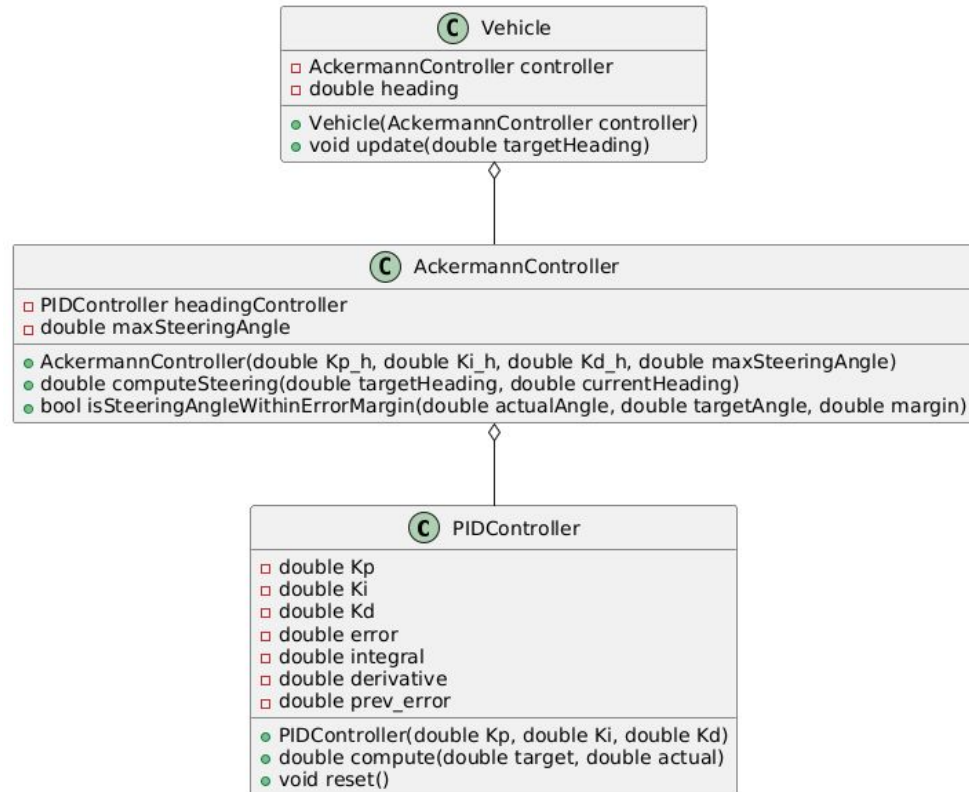 C Vehicle
AckermannController controller
double heading
Vehicle(AckermannController controller)
void update(double targetHeading)
C AckermannController
PIDController headingController
double maxSteeringAngle
AckermannController(double Kp_h, double Ki_h, double Kd_h, double maxSteeringAngle)
double computeSteering(double targetHeading, double currentHeading)
bool isSteeringAngleWithinErrorMargin(double actualAngle, double targetAngle, double margin)
C PIDController
double Kp
double Ki
double Kd
double error
double integral
double derivative
double prev_error
PIDController(double Kp, double Ki, double Kd)
double compute(double target, double actual)
void reset()